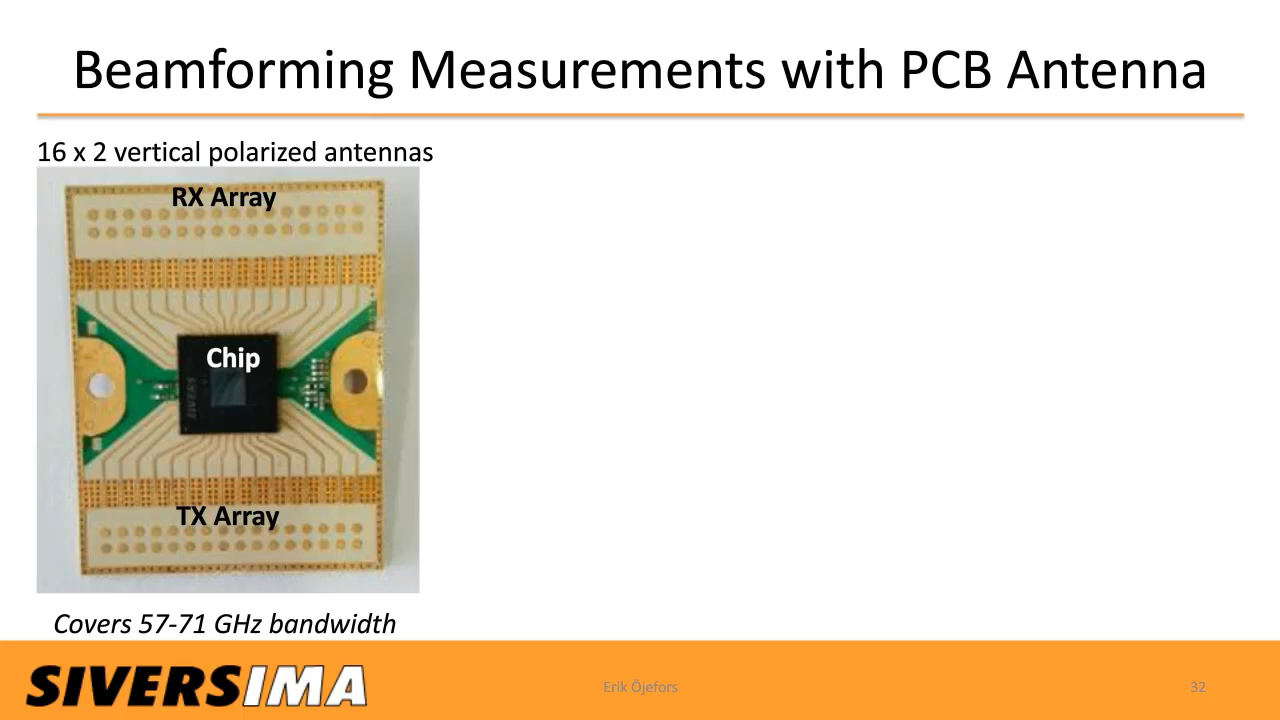 Beamforming Measurements with PCB Antenna
16 x 2 vertical polarized antennas
RX Array
Chip
SIVERS
TX Array
Covers 57-71 GHz bandwidth
SIVERSIMA
Erik Öjefors
32